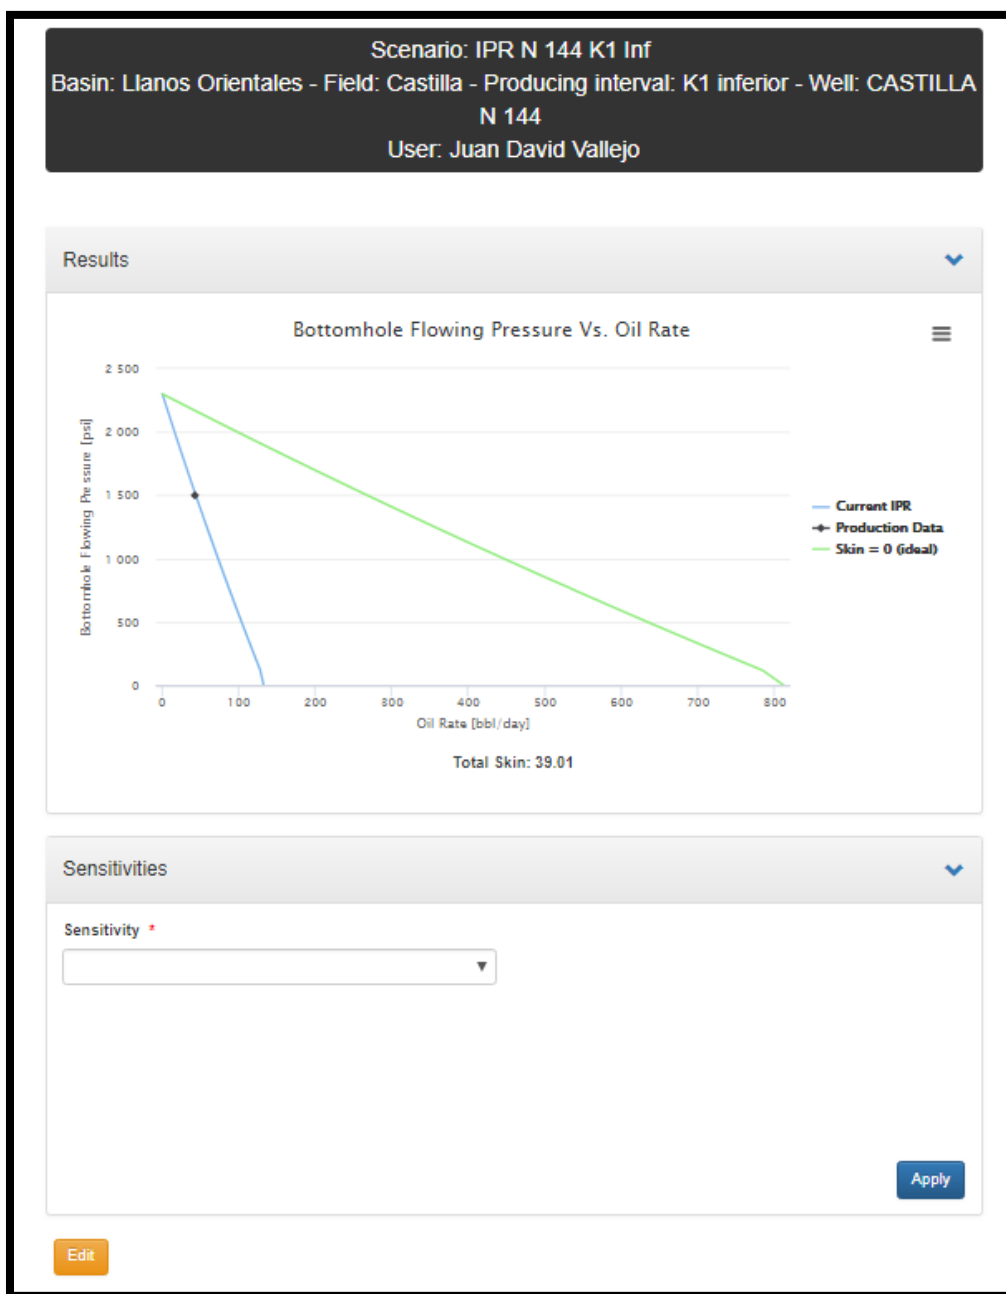 Scenario: IPR N 144 K1 Inf
Basin: Llanos Orientales - Field: Castilla - Producing interval: K1 inferior - Well: CASTILLA
N 144
User: Juan David Vallejo
Results
Bottomhole Flowing Pressure Vs. Oil Rate
Bottomhole Flowing Pressure [psi]
2 500
2 000
1 500
1 000
500
0
0 100 200 300 400 500 600 700 800
Oil Rate [bbl/day]
Current IPR
Production Data
Skin = 0 (ideal)
Total Skin: 39.01
Sensitivities
Sensitivity *
Apply
Edit